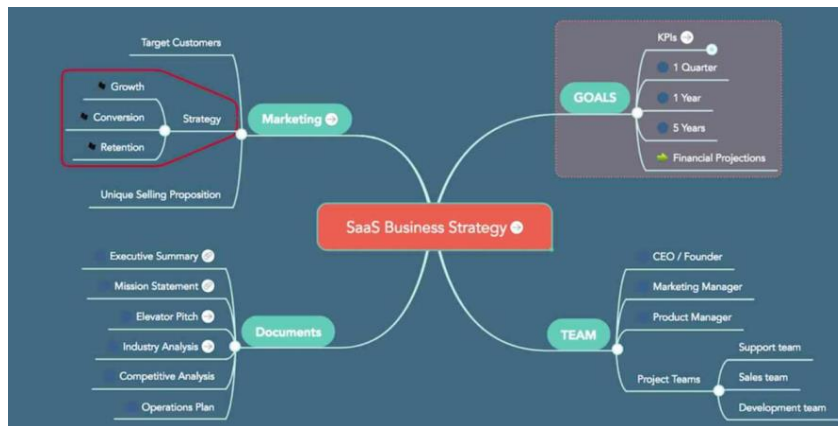 SaaS Business Strategy
Marketing
Target Customers
Strategy
Growth
Conversion
Retention
Unique Selling Proposition
GOALS
KPIs
1 Quarter
1 Year
5 Years
Financial Projections
Documents
Executive Summary
Mission Statement
Elevator Pitch
Industry Analysis
Competitive Analysis
Operations Plan
TEAM
CEO / Founder
Marketing Manager
Product Manager
Project Teams
Support team
Sales team
Development team